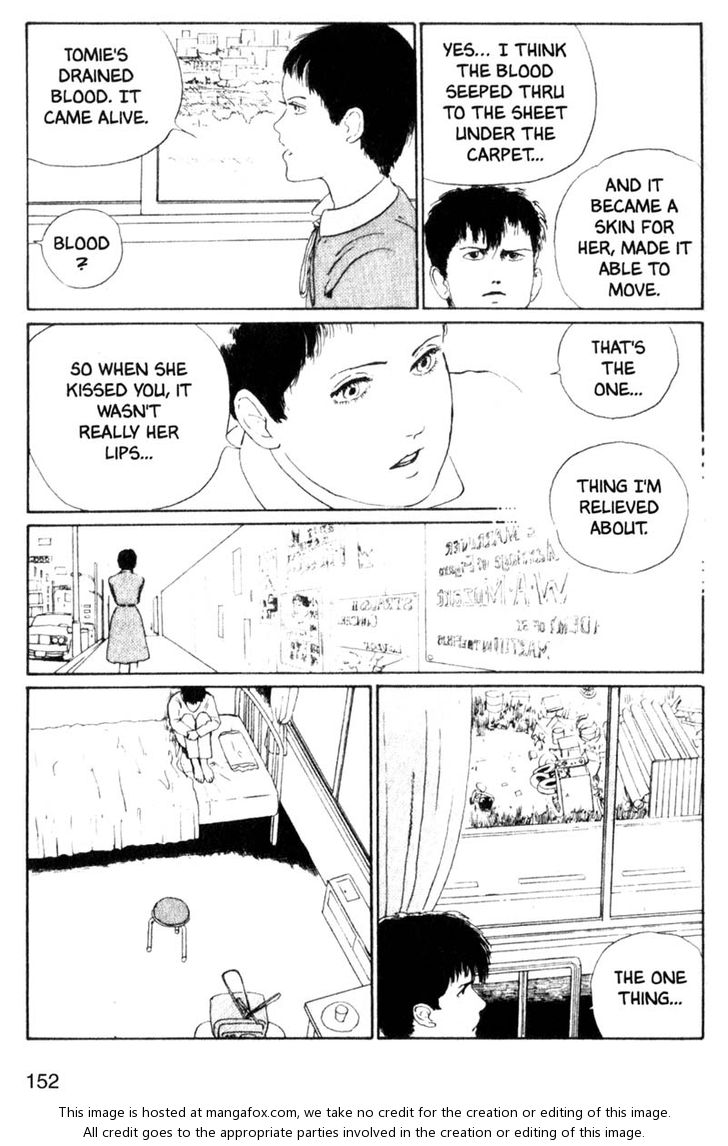 TOMIE'S
DRAINED
BLOOD. IT
CAME ALIVE.
BLOOD
?
YES... I THINK
THE BLOOD
SEEPED THRU
TO THE SHEET
UNDER THE
CARPET...
AND IT
BECAME A
SKIN FOR
HER, MADE IT
ABLE TO
MOVE.
SO WHEN SHE
KISSED YOU, IT
WASN'T
REALLY HER
LIPS...
THAT'S
THE
ONE...
THING I'M
RELIEVED
ABOUT.
THE ONE
THING...
152
This image is hosted at mangafox.com, we take no credit for the creation or editing of this image.
All credit goes to the appropriate parties involved in the creation or editing of this image.